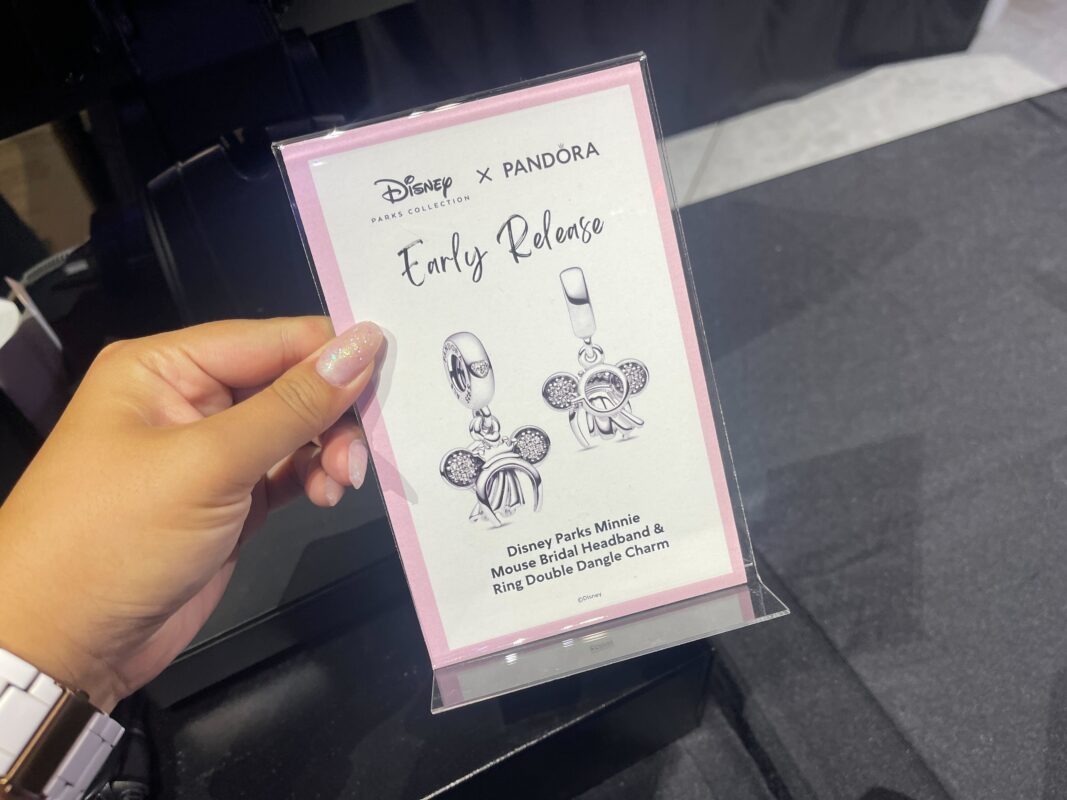 Disney X PANDORA
PARKS COLLECTION
Early Release
Disney Parks Minnie
Mouse Bridal Headband &
Ring Double Dangle Charm
©Disney